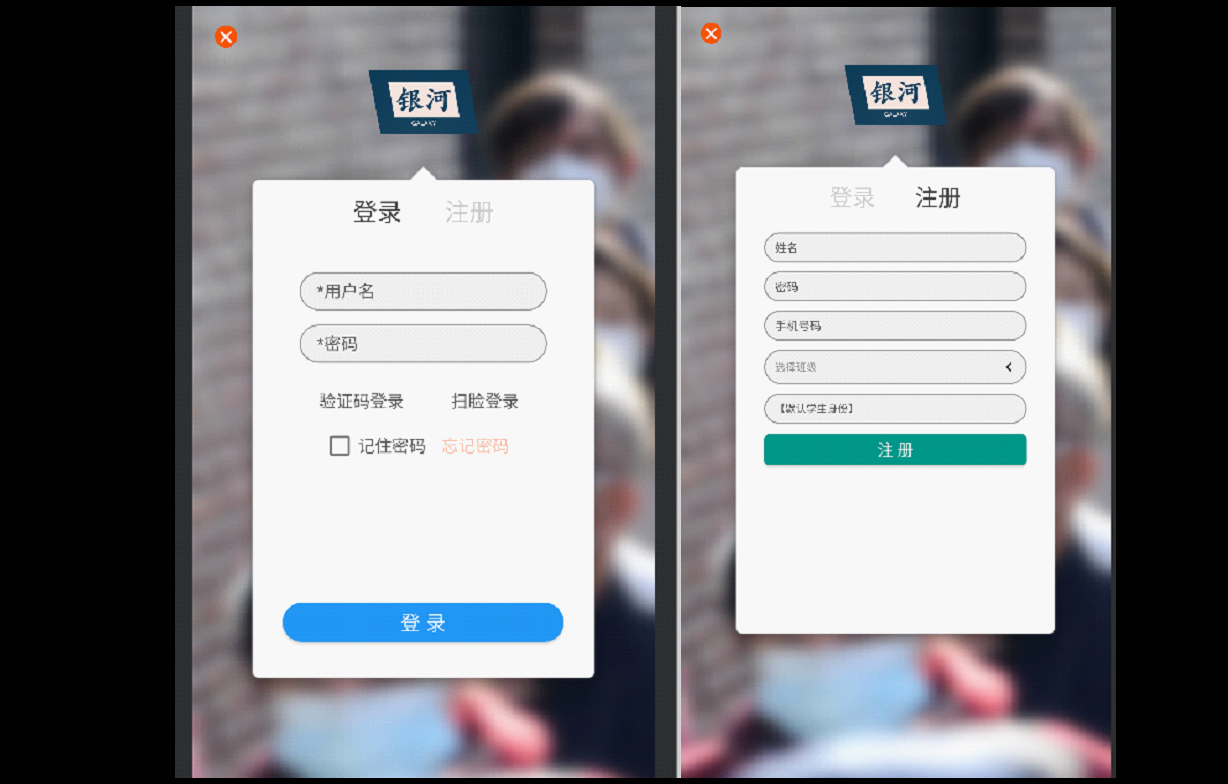 银河
GALAXY
登录 注册
*用户名
*密码
验证码登录 扫脸登录
记住密码 忘记密码
登 录
银河
GALAXY
登录 注册
姓名
密码
手机号码
选择班级
【默认学生身份】
注 册